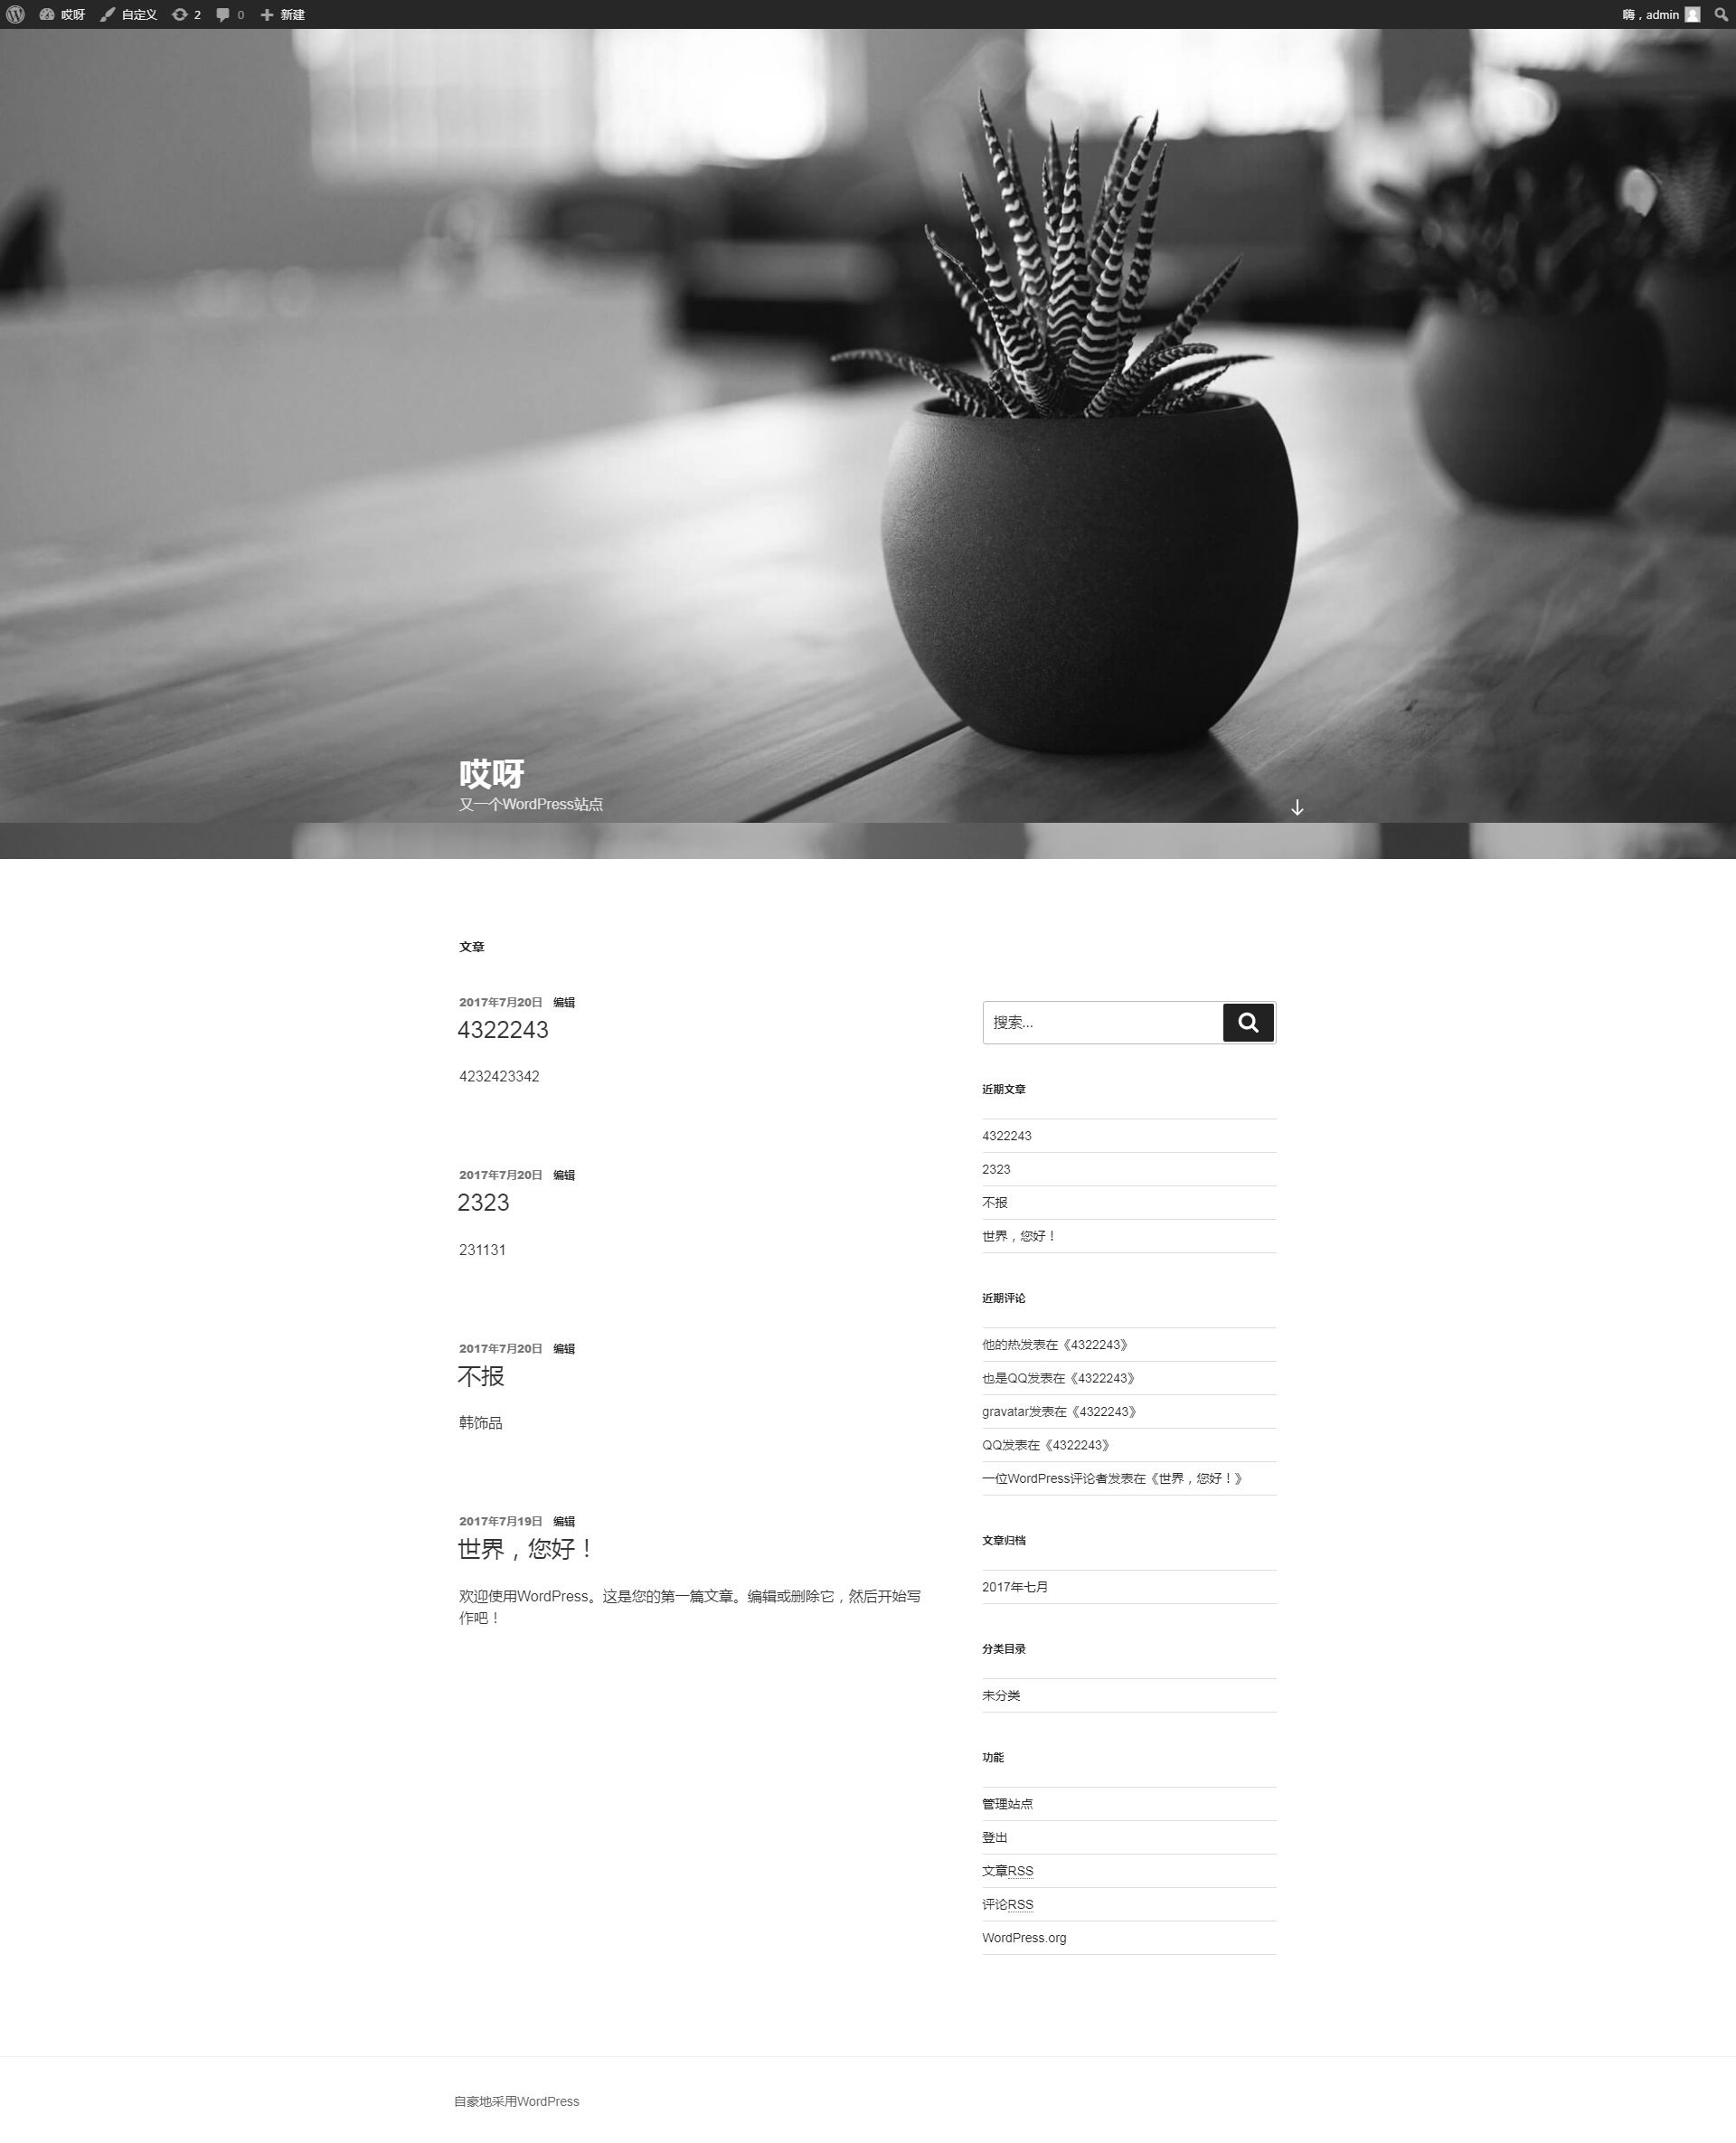 哎呀 自定义 2 0 新建 嗨，admin
哎呀
又一个WordPress站点
文章
2017年7月20日 编辑
4322243
4232423342
2017年7月20日 编辑
2323
231131
2017年7月20日 编辑
不报
韩饰品
2017年7月19日 编辑
世界，您好！
欢迎使用WordPress。这是您的第一篇文章。编辑或删除它，然后开始写
作吧！
搜索…
近期文章
4322243
2323
不报
世界，您好！
近期评论
他的热发表在《4322243》
也是QQ发表在《4322243》
gravatar发表在《4322243》
QQ发表在《4322243》
一位WordPress评论者发表在《世界，您好！》
文章归档
2017年七月
分类目录
未分类
功能
管理站点
登出
文章RSS
评论RSS
WordPress.org
自豪地采用WordPress